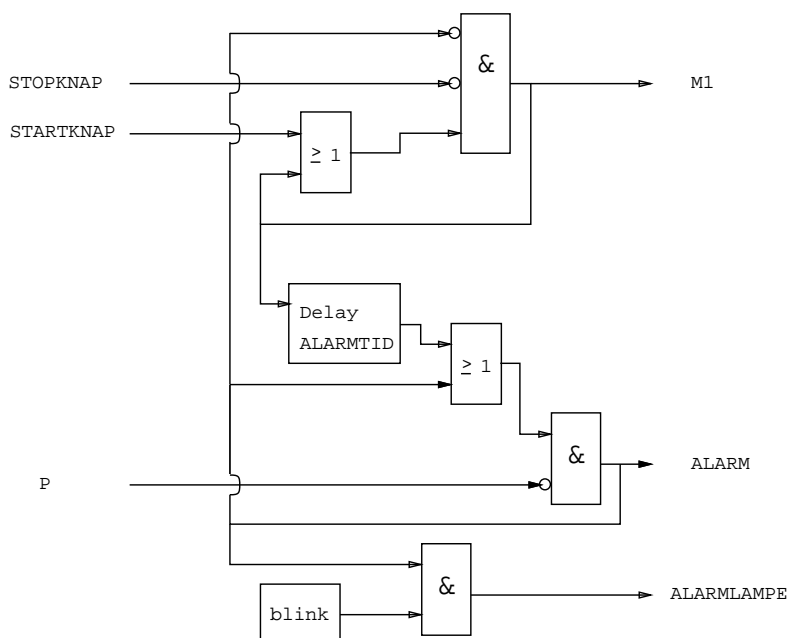 &
STOPKNAP
M1
STARTKNAP
≥ 1
Delay
ALARMTID
≥ 1
&
ALARM
P
&
ALARMLAMPE
blink